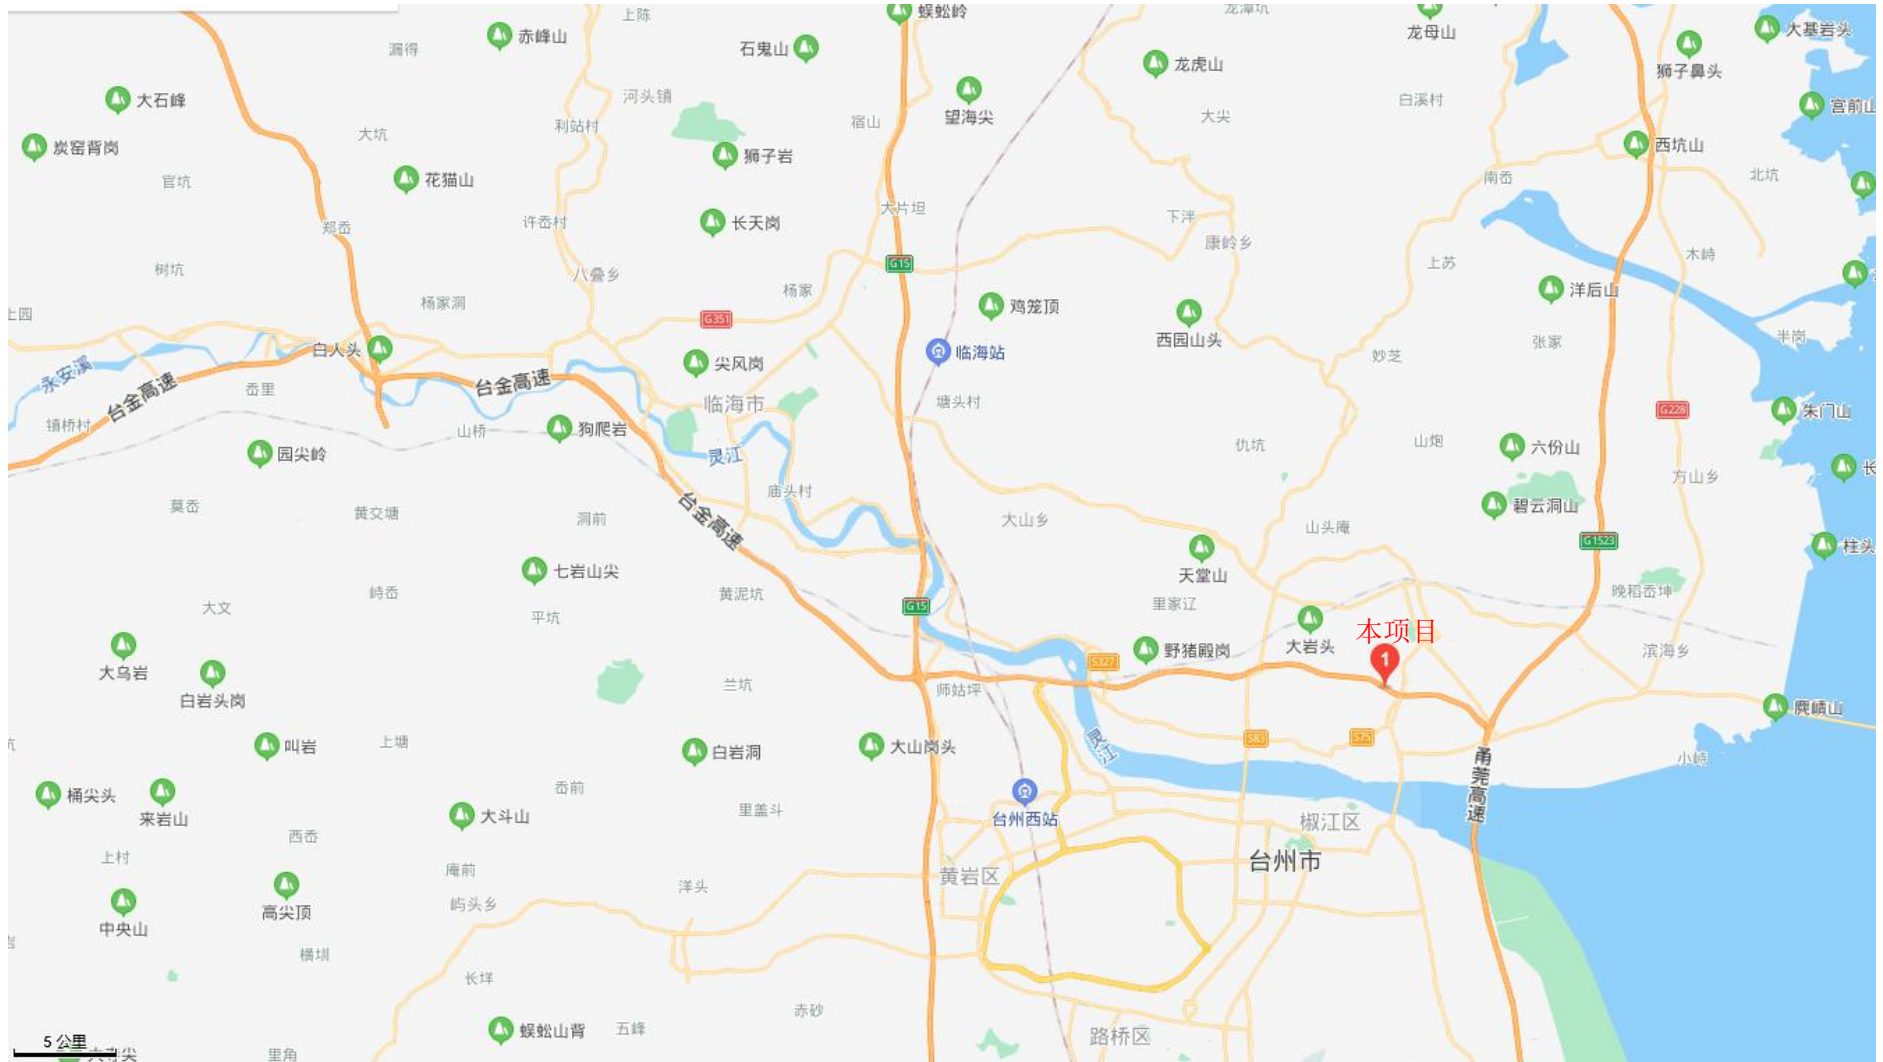 上陈
蜈蚣岭
龙潭坑
赤峰山
漏得
石鬼山
龙虎山
龙母山
大基岩头
狮子鼻头
大石峰
河头镇
望海尖
白溪村
宫前山
大坑
利站村
宿山
大尖
炭窑背岗
狮子岩
西坑山
官坑
花猫山
南岙
北坑
大片坦
许岙村
长天岗
下洋
郑岙
康岭乡
木峙
树坑
八叠乡
G15
上苏
杨家洞
杨家
鸡笼顶
洋后山
上园
G351
西园山头
半岗
白人头
临海站
张家
妙芝
永安溪
尖风岗
台金高速
台金高速
岙里
临海市
塘头村
G228
朱门山
镇桥村
山桥
狗爬岩
山炮
六份山
园尖岭
灵江
仇坑
长
方山乡
庙头村
莫岙
黄交塘
洞前
台金高速
大山乡
山头庵
碧云洞山
G1523
柱头
七岩山尖
天堂山
峙岙
黄泥坑
晚稻岙坤
大文
平坑
G15
里家辽
大岩头
本项目
1
大乌岩
S327
野猪殿岗
滨海乡
白岩头岗
兰坑
师姑坪
麂晴山
叫岩
上塘
白岩洞
大山岗头
灵江
S83
S75
小峙
甬莞高速
岙前
桶尖头
来岩山
大斗山
里盖斗
台州西站
椒江区
西岙
上村
庵前
黄岩区
台州市
洋头
高尖顶
屿头乡
中央山
横圳
长垟
赤砂
蜈蚣山背
五峰
路桥区
5 公里
里角